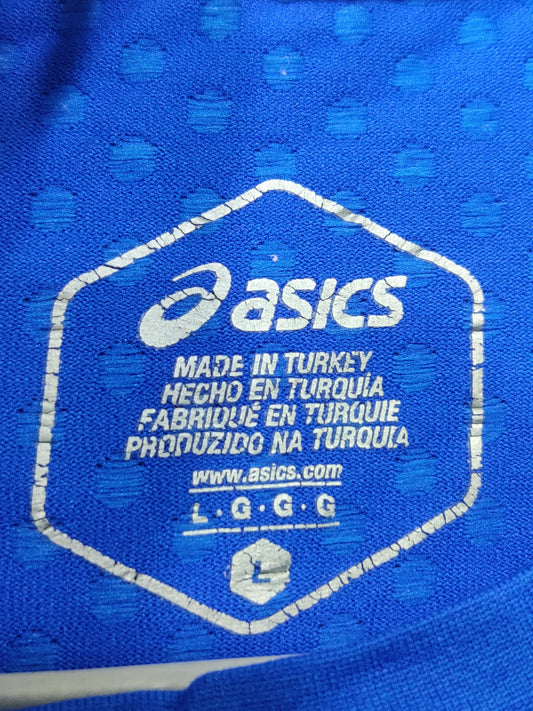 asics
MADE IN TURKEY
HECHO EN TURQUÍA
FABRIQUÉ EN TURQUIE
PRODUZIDO NA TURQUIA
www.asics.com
L·G·G·G
L